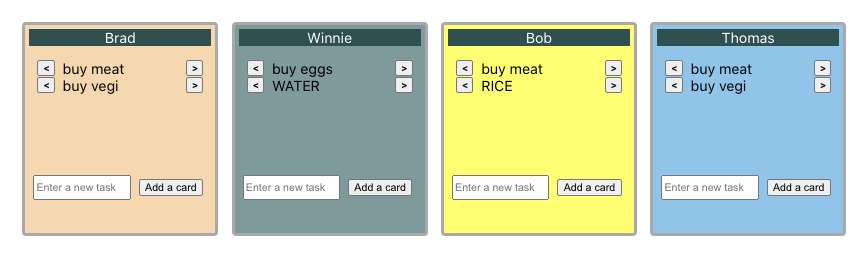 Brad
< buy meat >
< buy vegi >
Enter a new task Add a card
Winnie
< buy eggs >
< WATER >
Enter a new task Add a card
Bob
< buy meat >
< RICE >
Enter a new task Add a card
Thomas
< buy meat >
< buy vegi >
Enter a new task Add a card